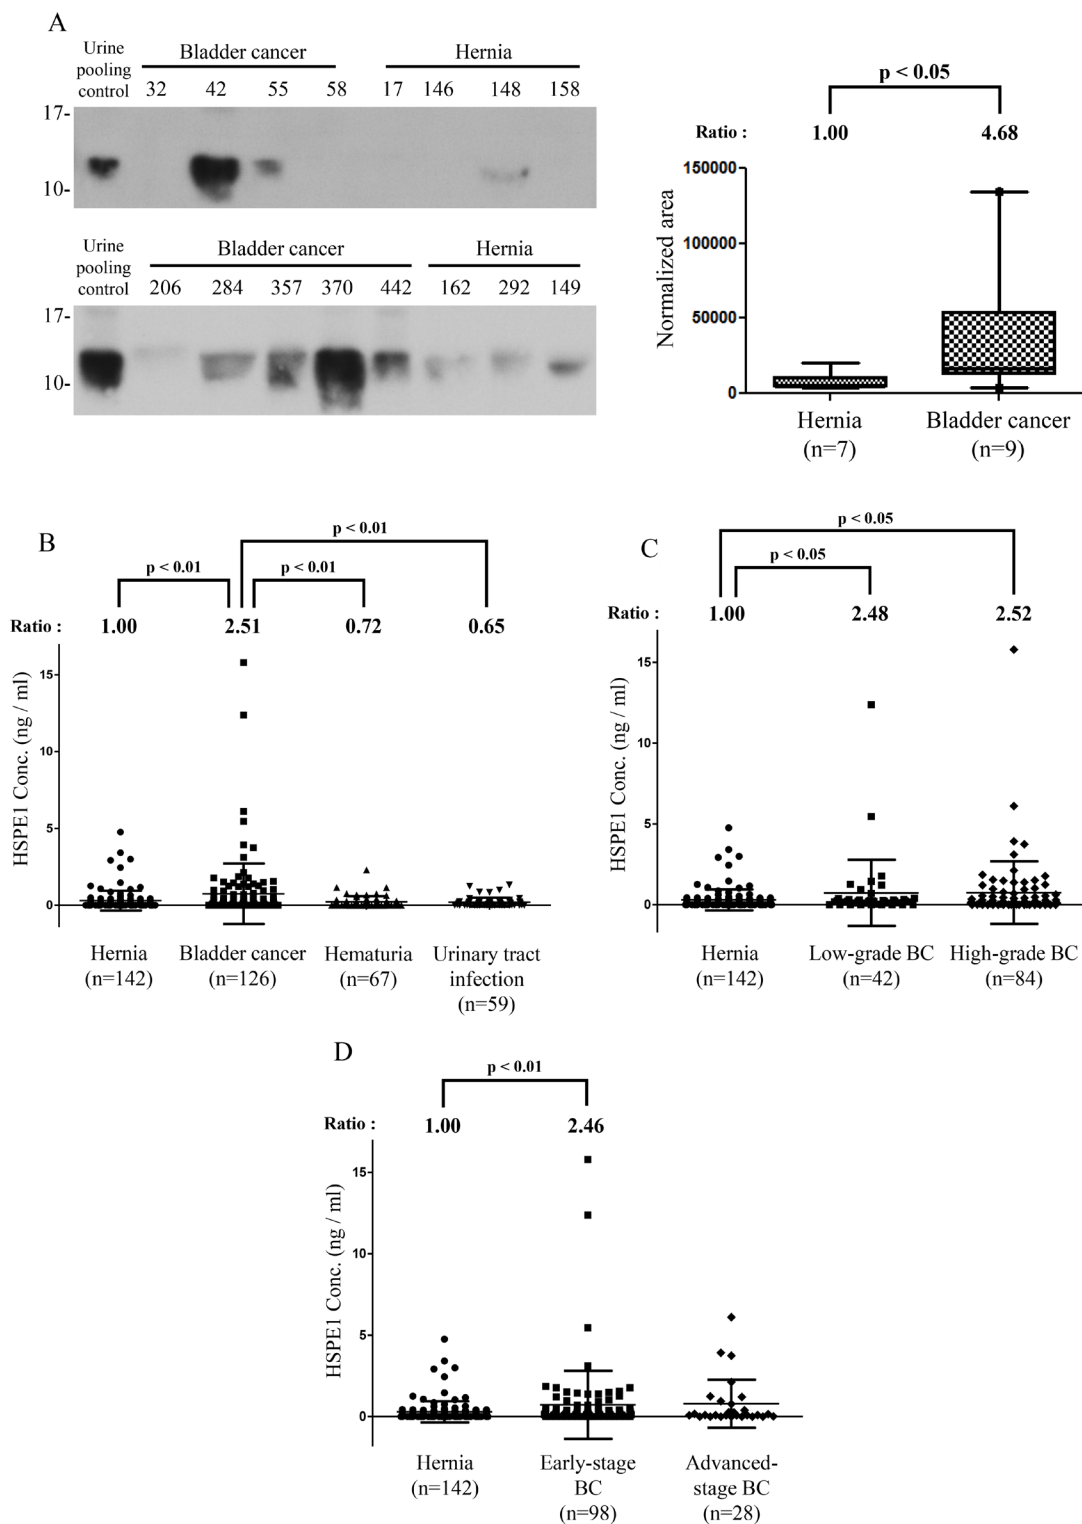 A
Urine
pooling
control
Bladder cancer
Hernia
32 42 55 58 17 146 148 158
17-
10-
Urine
pooling
control
Bladder cancer
Hernia
206 284 357 370 442 162 292 149
17-
10-
p < 0.05
Ratio : 1.00 4.68
Normalized area
150000
100000
50000
0
Hernia
(n=7)
Bladder cancer
(n=9)
B
p < 0.01
p < 0.01
p < 0.01
Ratio : 1.00 2.51 0.72 0.65
HSPE1 Conc. (ng / ml)
15
10
5
0
Hernia
(n=142)
Bladder cancer
(n=126)
Hematuria
(n=67)
Urinary tract
infection
(n=59)
C
p < 0.05
p < 0.05
Ratio : 1.00 2.48 2.52
HSPE1 Conc. (ng / ml)
15
10
5
0
Hernia
(n=142)
Low-grade BC
(n=42)
High-grade BC
(n=84)
D
p < 0.01
Ratio : 1.00 2.46
HSPE1 Conc. (ng / ml)
15
10
5
0
Hernia
(n=142)
Early-stage
BC
(n=98)
Advanced-
stage BC
(n=28)